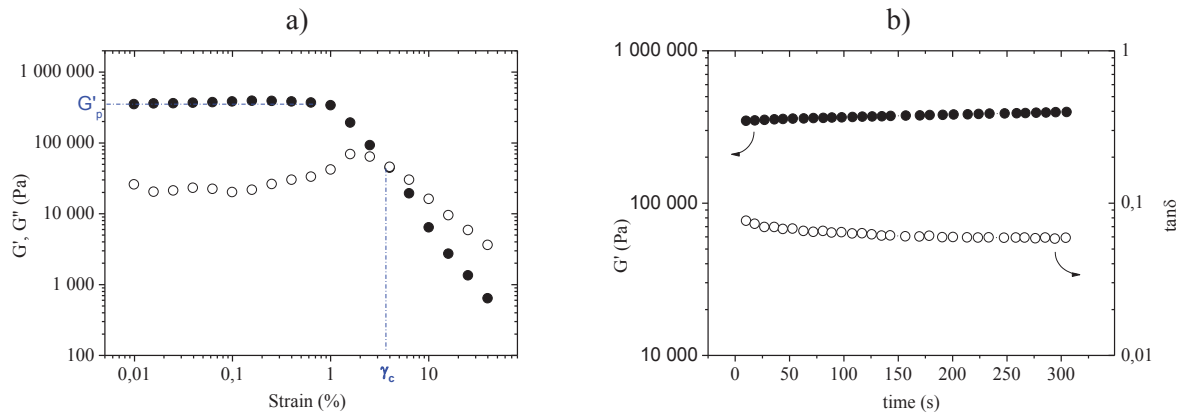 a)
1 000 000
G'p
100 000
10 000
1 000
100
G', G" (Pa)
0,01
0,1
1
γc
10
Strain (%)
b)
1 000 000
100 000
10 000
G' (Pa)
1
0,1
0,01
tanδ
0
50
100
150
200
250
300
time (s)